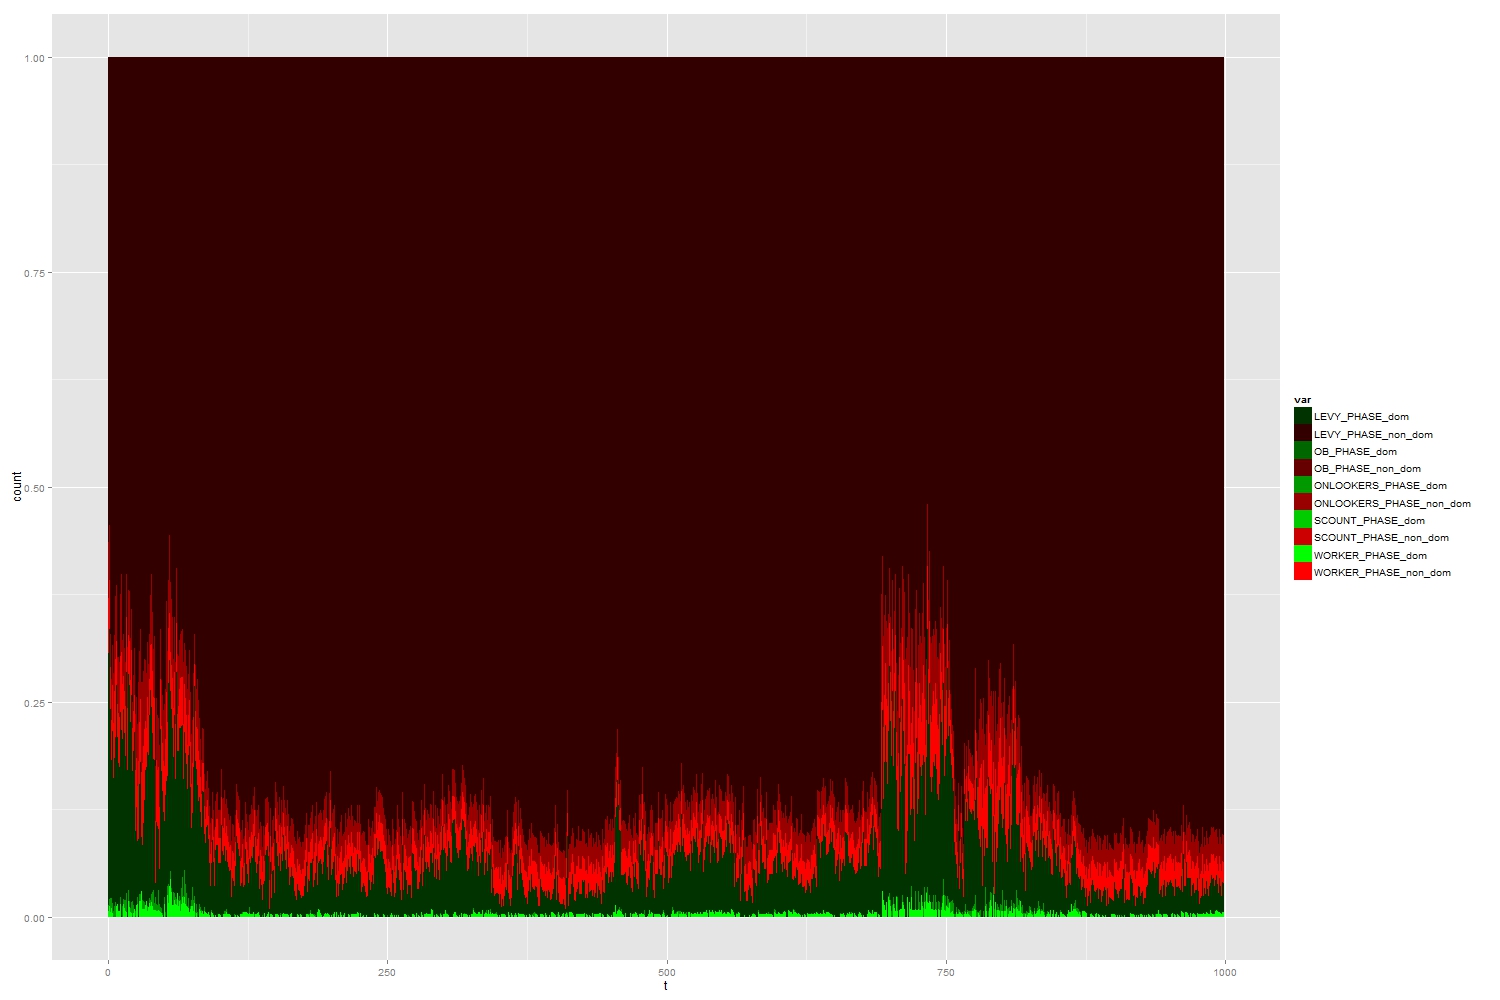 1.00
0.75
0.50
0.25
0.00
count
0
250
500
750
1000
t
var
LEVY_PHASE_dom
LEVY_PHASE_non_dom
OB_PHASE_dom
OB_PHASE_non_dom
ONLOOKERS_PHASE_dom
ONLOOKERS_PHASE_non_dom
SCOUNT_PHASE_dom
SCOUNT_PHASE_non_dom
WORKER_PHASE_dom
WORKER_PHASE_non_dom